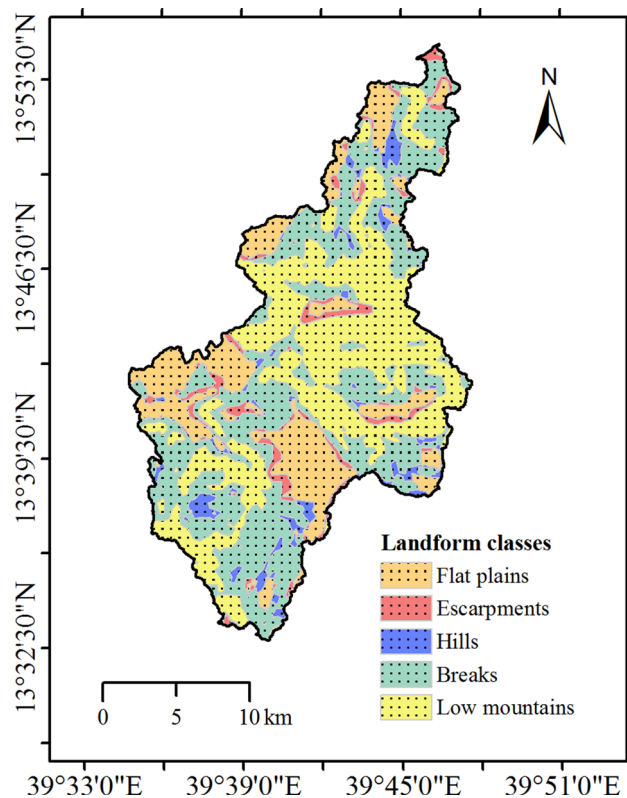 13°53'30"N
N
13°46'30"N
13°39'30"N
13°32'30"N
Landform classes
Flat plains
Escarpments
Hills
Breaks
Low mountains
0 5 10 km
39°33'0"E 39°39'0"E 39°45'0"E 39°51'0"E